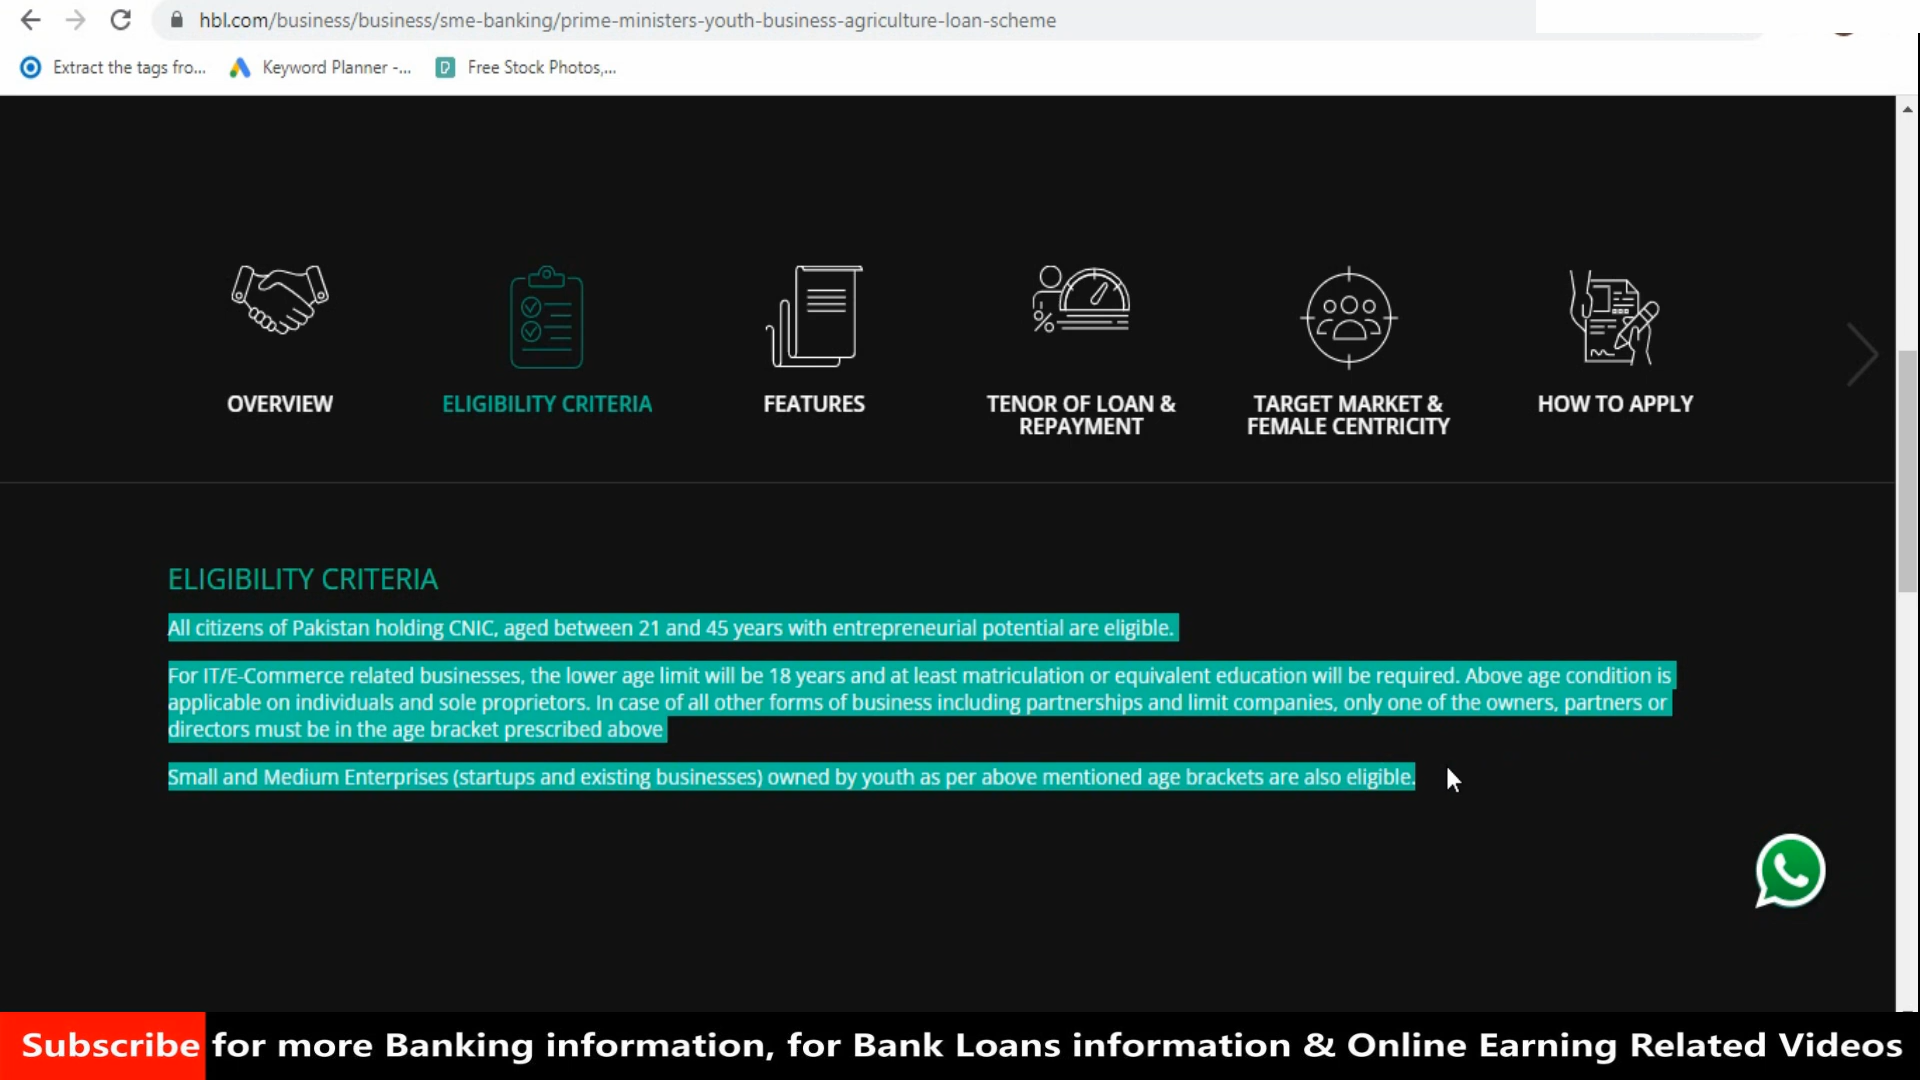 hbl.com/business/business/sme-banking/prime-ministers-youth-business-agriculture-loan-scheme
Extract the tags fro... Keyword Planner -... Free Stock Photos,...
OVERVIEW
ELIGIBILITY CRITERIA
FEATURES
TENOR OF LOAN &
REPAYMENT
TARGET MARKET &
FEMALE CENTRICITY
HOW TO APPLY
ELIGIBILITY CRITERIA
All citizens of Pakistan holding CNIC, aged between 21 and 45 years with entrepreneurial potential are eligible.
For IT/E-Commerce related businesses, the lower age limit will be 18 years and at least matriculation or equivalent education will be required. Above age condition is
applicable on individuals and sole proprietors. In case of all other forms of business including partnerships and limit companies, only one of the owners, partners or
directors must be in the age bracket prescribed above
Small and Medium Enterprises (startups and existing businesses) owned by youth as per above mentioned age brackets are also eligible.
Subscribe for more Banking information, for Bank Loans information & Online Earning Related Videos